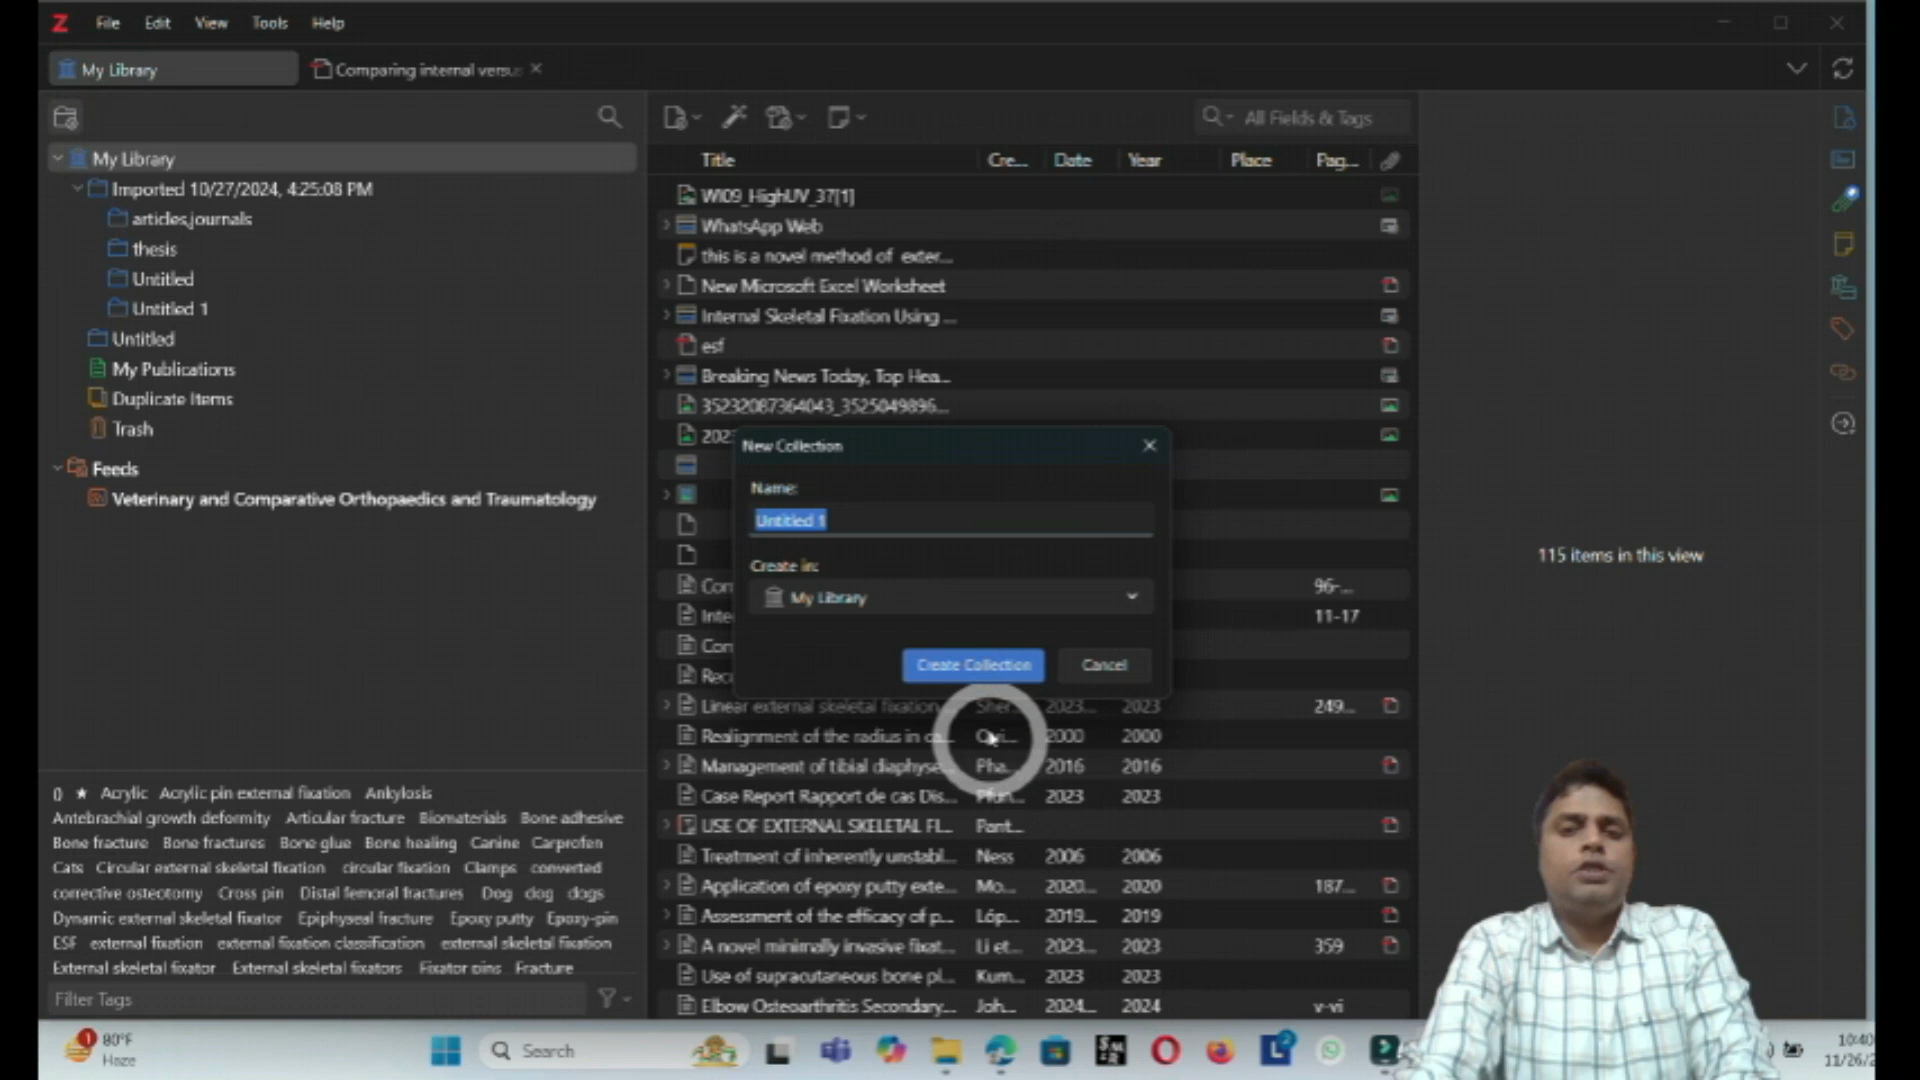 Z File Edit View Tools Help
My Library
Comparing internal versu
All Fields & Tags
My Library
Imported 10/27/2024, 4:25:08 PM
articles,journals
thesis
Untitled
Untitled 1
Untitled
My Publications
Duplicate Items
Trash
Feeds
Veterinary and Comparative Orthopaedics and Traumatology
() ★ Acrylic Acrylic pin external fixation Ankylosis
Antebrachial growth deformity Articular fracture Biomaterials Bone adhesive
Bone fracture Bone fractures Bone glue Bone healing Canine Carprofen
Cats Circular external skeletal fixation circular fixation Clamps converted
corrective osteotomy Cross pin Distal femoral fractures Dog dog dogs
Dynamic external skeletal fixator Epiphyseal fracture Epoxy putty Epoxy-pin
ESF external fixation external fixation classification external skeletal fixation
External skeletal fixator External skeletal fixators Fixator pins Fracture
Filter Tags
Title Cre... Date Year Place Pag...
WI09_HighUV_37[1]
WhatsApp Web
this is a novel method of exter...
New Microsoft Excel Worksheet
Internal Skeletal Fixation Using ...
esf
Breaking News Today, Top Hea...
35232087364043_3525049896...
202
96-...
11-17
Linear external skeletal fixation Sher 2023... 2023 249...
Realignment of the radius in ca... 2000 2000
Management of tibial diaphyse... Pha... 2016 2016
Case Report Rapport de cas Dis... Pfun... 2023 2023
USE OF EXTERNAL SKELETAL FI... Pant...
Treatment of inherently unstabl... Ness 2006 2006
Application of epoxy putty exte... Mo... 2020... 2020 187...
Assessment of the efficacy of p... Lóp... 2019... 2019
A novel minimally invasive fixat... Li et... 2023... 2023 359
Use of supracutaneous bone pl... Kum... 2023 2023
Elbow Osteoarthritis Secondary... Joh... 2024... 2024 v-vi
New Collection
Name:
Untitled 1
Create in:
My Library
Create Collection Cancel
115 items in this view
1 80°F
Haze
Search
10:40
11/26/2